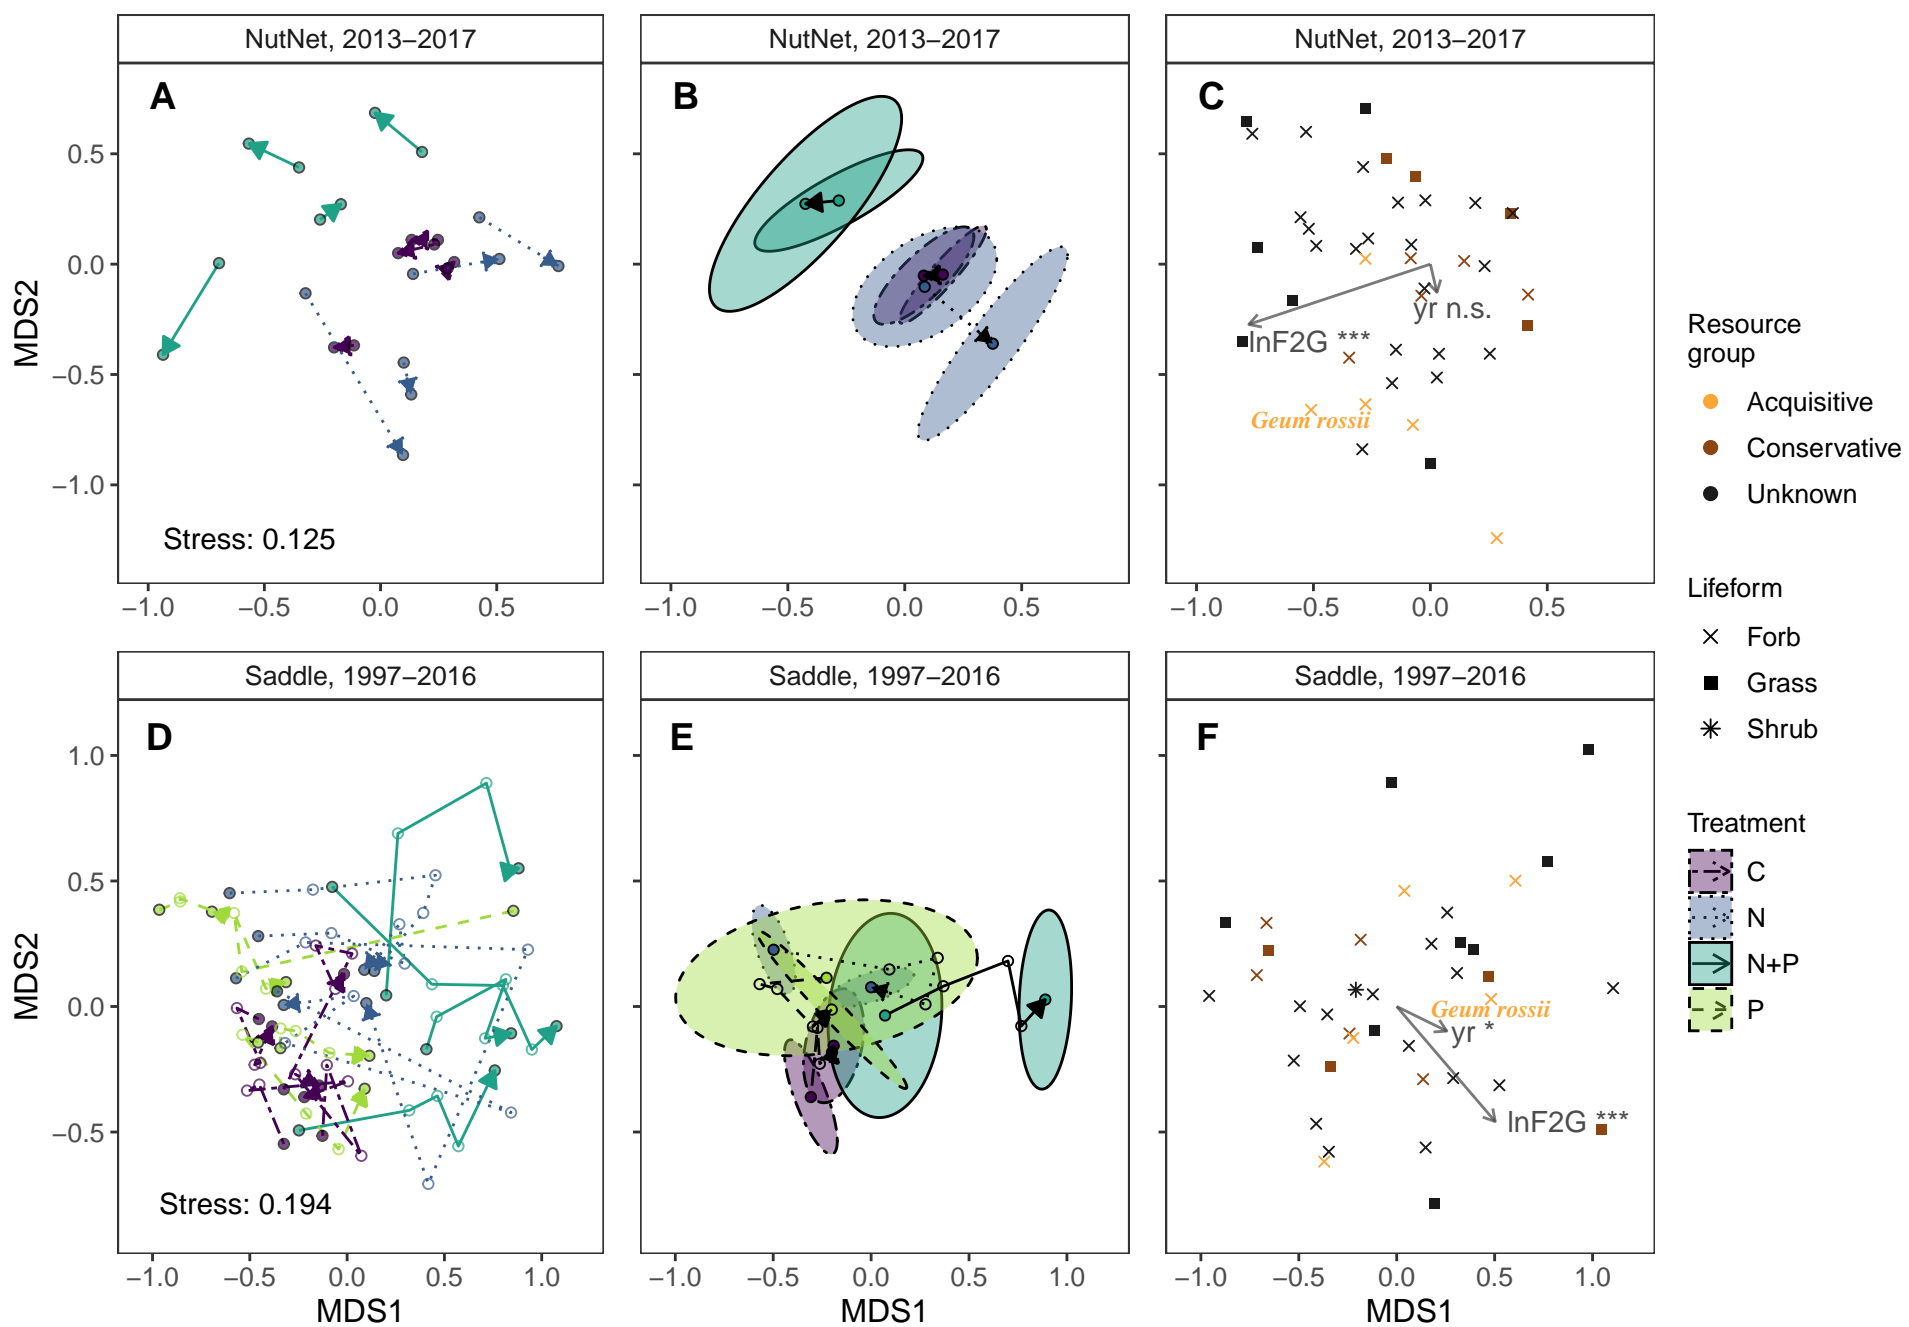 NutNet, 2013−2017
NutNet, 2013−2017
NutNet, 2013−2017
A
B
C
MDS2
0.5
0.0
−0.5
−1.0
yr n.s.
lnF2G ***
Geum rossii
Stress: 0.125
−1.0 −0.5 0.0 0.5
−1.0 −0.5 0.0 0.5
−1.0 −0.5 0.0 0.5
Saddle, 1997−2016
Saddle, 1997−2016
Saddle, 1997−2016
D
E
F
MDS2
1.0
0.5
0.0
−0.5
Geum rossii
yr *
lnF2G ***
Stress: 0.194
−1.0 −0.5 0.0 0.5 1.0
−1.0 −0.5 0.0 0.5 1.0
−1.0 −0.5 0.0 0.5 1.0
MDS1
MDS1
MDS1
Resource
group
Acquisitive
Conservative
Unknown
Lifeform
Forb
Grass
Shrub
Treatment
C
N
N+P
P